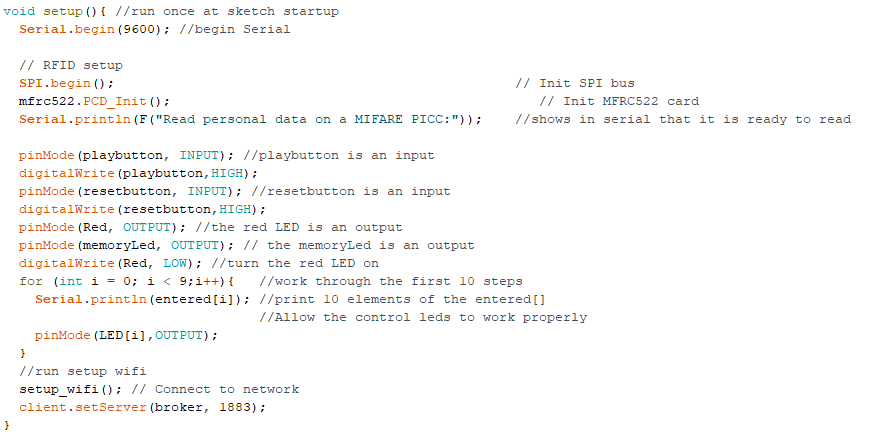 void setup(){ //run once at sketch startup
  Serial.begin(9600); //begin Serial

  // RFID setup
  SPI.begin();                                                  // Init SPI bus
  mfrc522.PCD_Init();                                              // Init MFRC522 card
  Serial.println(F("Read personal data on a MIFARE PICC:"));    //shows in serial that it is ready to read

  pinMode(playbutton, INPUT); //playbutton is an input
  digitalWrite(playbutton,HIGH);
  pinMode(resetbutton, INPUT); //resetbutton is an input
  digitalWrite(resetbutton,HIGH);
  pinMode(Red, OUTPUT); //the red LED is an output
  pinMode(memoryLed, OUTPUT); // the memoryLed is an output
  digitalWrite(Red, LOW); //turn the red LED on
  for (int i = 0; i < 9;i++){   //work through the first 10 steps
    Serial.println(entered[i]); //print 10 elements of the entered[]
                                //Allow the control leds to work properly
    pinMode(LED[i],OUTPUT);
  }
  //run setup wifi
  setup_wifi(); // Connect to network
  client.setServer(broker, 1883);
}